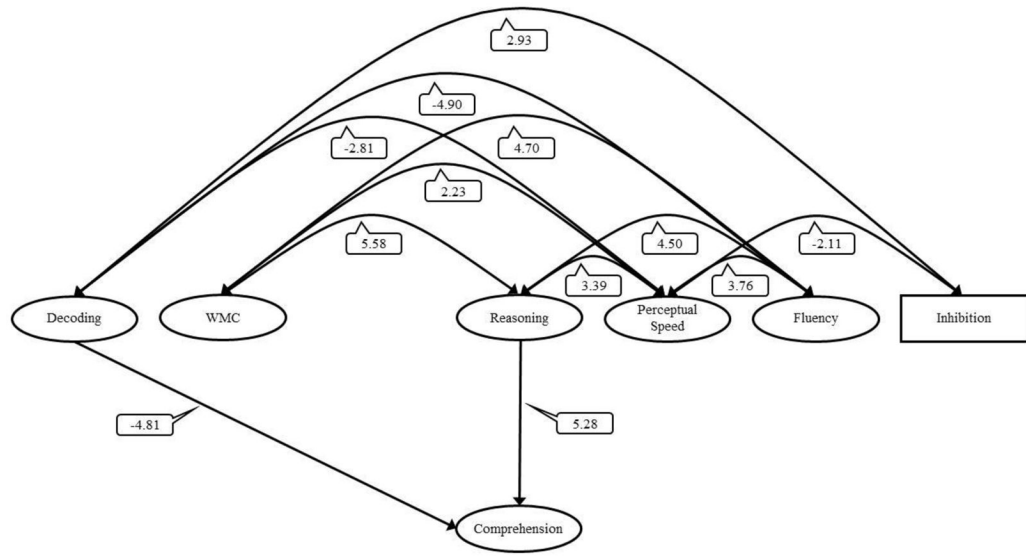 2.93
-4.90
-2.81
4.70
2.23
5.58
4.50
-2.11
3.39
3.76
Decoding
WMC
Reasoning
Perceptual
Speed
Fluency
Inhibition
-4.81
5.28
Comprehension